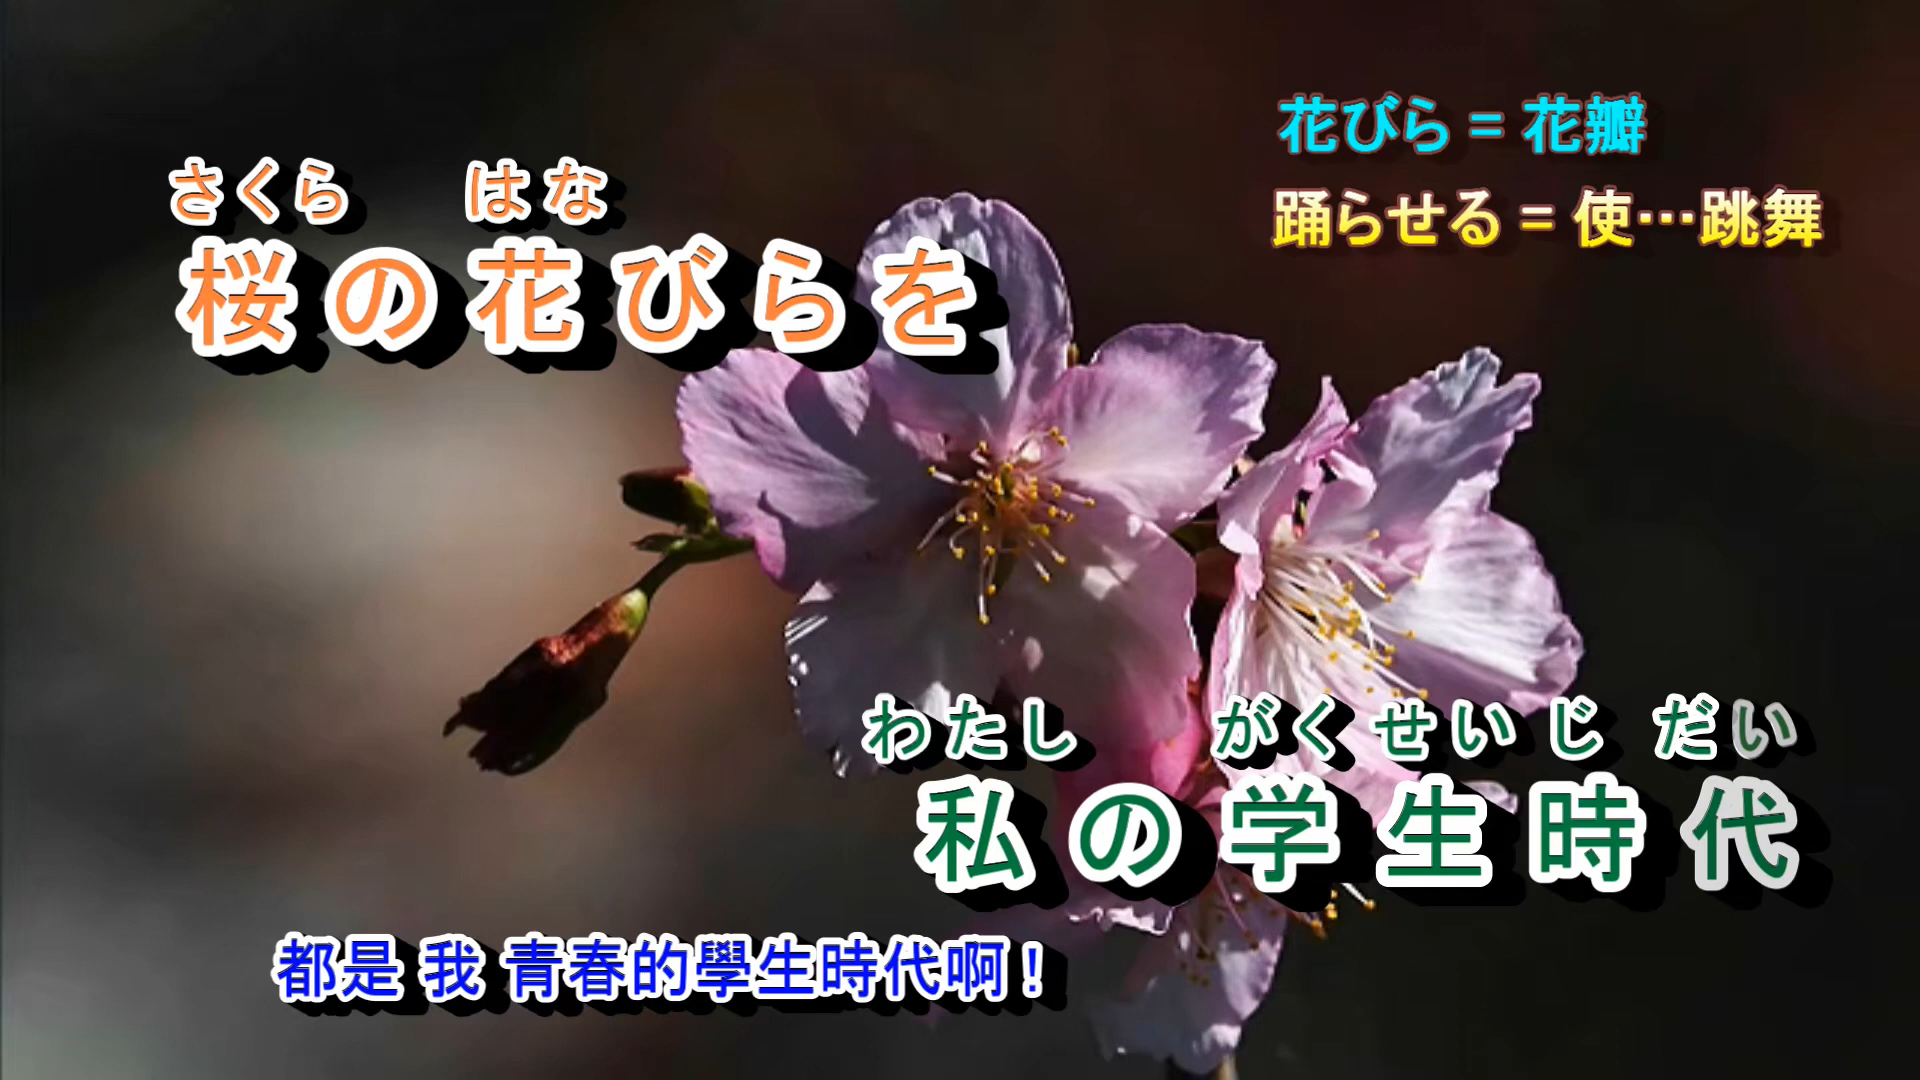 花びら = 花瓣
踊らせる = 使…跳舞
さくら はな
桜の花びらを
わたし がくせいじだい
私の学生時代
都是 我 青春的學生時代啊！